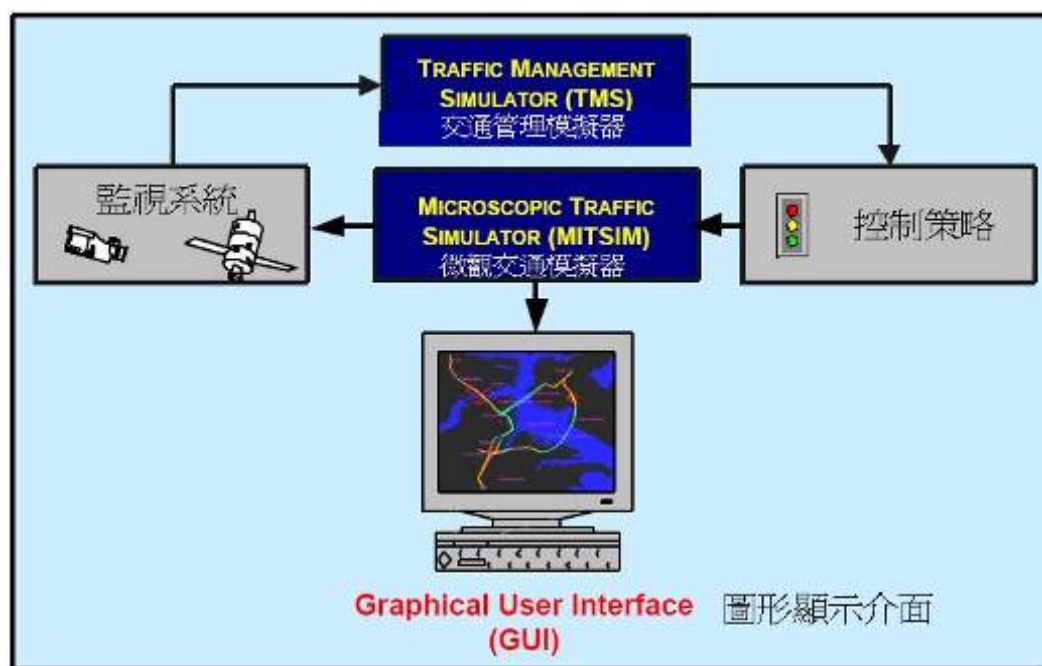 TRAFFIC MANAGEMENT
SIMULATOR (TMS)
交通管理模擬器
監視系統
MICROSCOPIC TRAFFIC
SIMULATOR (MITSIM)
微觀交通模擬器
控制策略
Graphical User Interface
(GUI)
圖形顯示介面